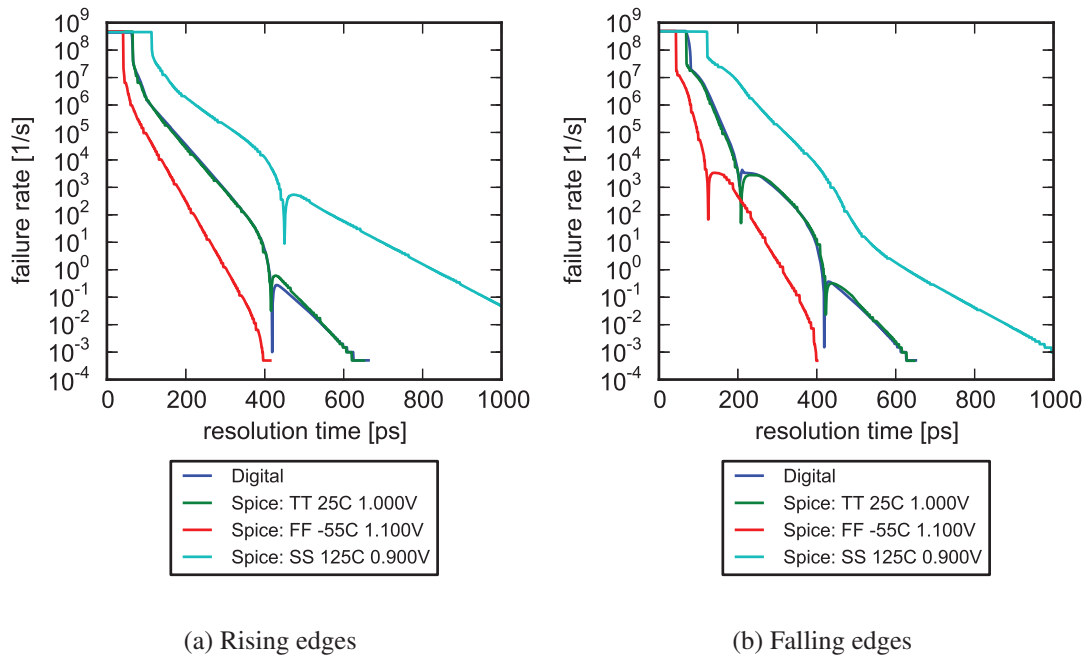 10^9
10^8
10^7
10^6
10^5
10^4
10^3
10^2
10^1
10^0
10^-1
10^-2
10^-3
10^-4
failure rate [1/s]
0 200 400 600 800 1000
resolution time [ps]
Digital
Spice: TT 25C 1.000V
Spice: FF -55C 1.100V
Spice: SS 125C 0.900V
(a) Rising edges
10^9
10^8
10^7
10^6
10^5
10^4
10^3
10^2
10^1
10^0
10^-1
10^-2
10^-3
10^-4
failure rate [1/s]
0 200 400 600 800 1000
resolution time [ps]
Digital
Spice: TT 25C 1.000V
Spice: FF -55C 1.100V
Spice: SS 125C 0.900V
(b) Falling edges